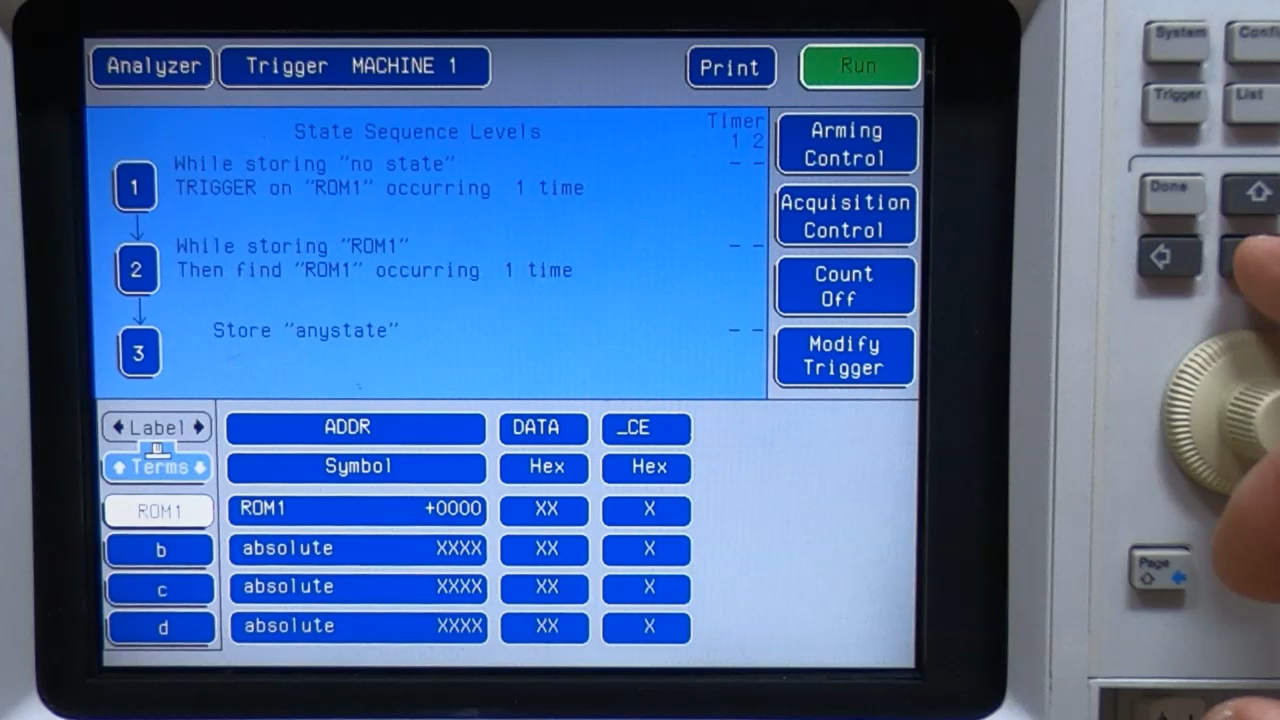 Analyzer
Trigger MACHINE 1
Print
Run
State Sequence Levels
Timer
1 2
1
While storing "no state"
- -
TRIGGER on "ROM1" occurring 1 time
2
While storing "ROM1"
- -
Then find "ROM1" occurring 1 time
3
Store "anystate"
- -
Arming
Control
Acquisition
Control
Count
Off
Modify
Trigger
Label
ADDR
DATA
_CE
Terms
Symbol
Hex
Hex
ROM1
ROM1 +0000
XX
X
b
absolute XXXX
XX
X
c
absolute XXXX
XX
X
d
absolute XXXX
XX
X
System
Trigger
List
Done
Page